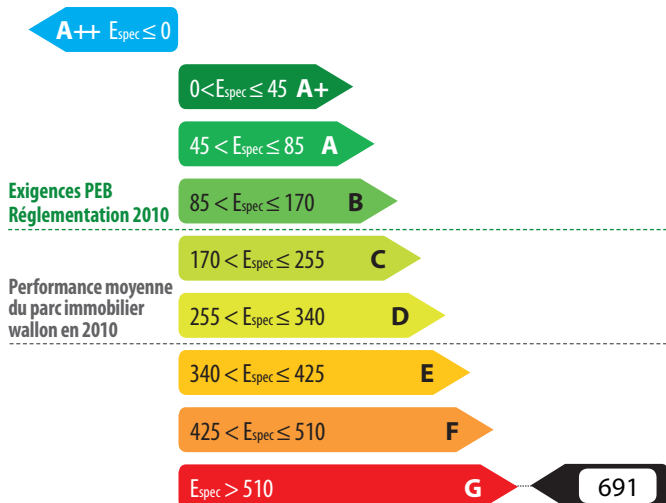 A++ Espec ≤ 0
0<Espec ≤ 45 A+
45 < Espec ≤ 85 A
Exigences PEB
Réglementation 2010
85 < Espec ≤ 170 B
170 < Espec ≤ 255 C
Performance moyenne
du parc immobilier
wallon en 2010
255 < Espec ≤ 340 D
340 < Espec ≤ 425 E
425 < Espec ≤ 510 F
Espec > 510 G 691